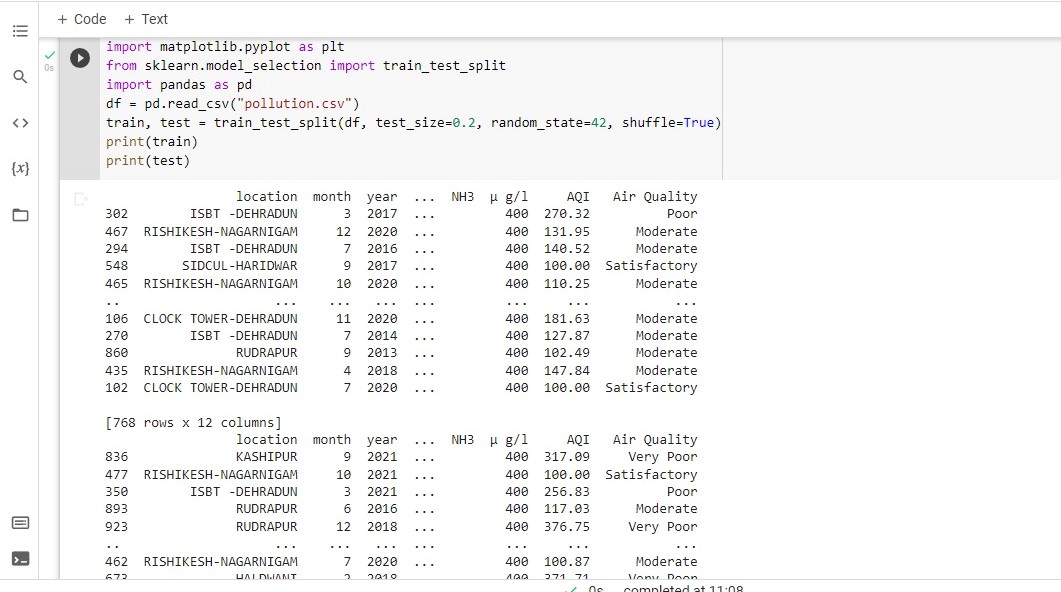 + Code + Text
import matplotlib.pyplot as plt
0s
from sklearn.model_selection import train_test_split
import pandas as pd
df = pd.read_csv("pollution.csv")
train, test = train_test_split(df, test_size=0.2, random_state=42, shuffle=True)
print(train)
print(test)
<>
{x}
location month year ... NH3 µ g/l AQI Air Quality
302 ISBT -DEHRADUN 3 2017 ... 400 270.32 Poor
467 RISHIKESH-NAGARNIGAM 12 2020 ... 400 131.95 Moderate
294 ISBT -DEHRADUN 7 2016 ... 400 140.52 Moderate
548 SIDCUL-HARIDWAR 9 2017 ... 400 100.00 Satisfactory
465 RISHIKESH-NAGARNIGAM 10 2020 ... 400 110.25 Moderate
.. ... ... ... ... ... ... ...
106 CLOCK TOWER-DEHRADUN 11 2020 ... 400 181.63 Moderate
270 ISBT -DEHRADUN 7 2014 ... 400 127.87 Moderate
860 RUDRAPUR 9 2013 ... 400 102.49 Moderate
435 RISHIKESH-NAGARNIGAM 4 2018 ... 400 147.84 Moderate
102 CLOCK TOWER-DEHRADUN 7 2020 ... 400 100.00 Satisfactory
[768 rows x 12 columns]
location month year ... NH3 µ g/l AQI Air Quality
836 KASHIPUR 9 2021 ... 400 317.09 Very Poor
477 RISHIKESH-NAGARNIGAM 10 2021 ... 400 100.00 Satisfactory
350 ISBT -DEHRADUN 3 2021 ... 400 256.83 Poor
893 RUDRAPUR 6 2016 ... 400 117.03 Moderate
923 RUDRAPUR 12 2018 ... 400 376.75 Very Poor
.. ... ... ... ... ... ... ...
462 RISHIKESH-NAGARNIGAM 7 2020 ... 400 100.87 Moderate
673 HALDWANI 2 2018 ... 400 371.71 Very Poor
0s completed at 11:08